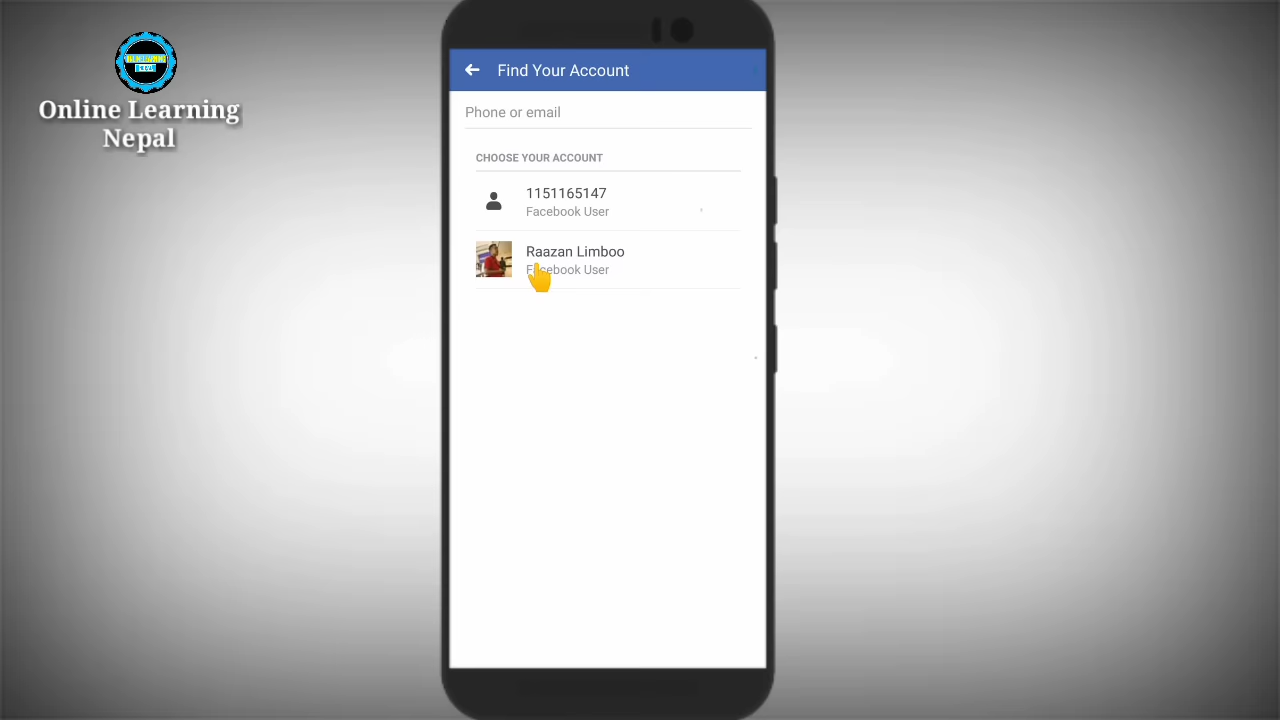 Online Learning
Nepal
Find Your Account
Phone or email
CHOOSE YOUR ACCOUNT
1151165147
Facebook User
Raazan Limboo
Facebook User